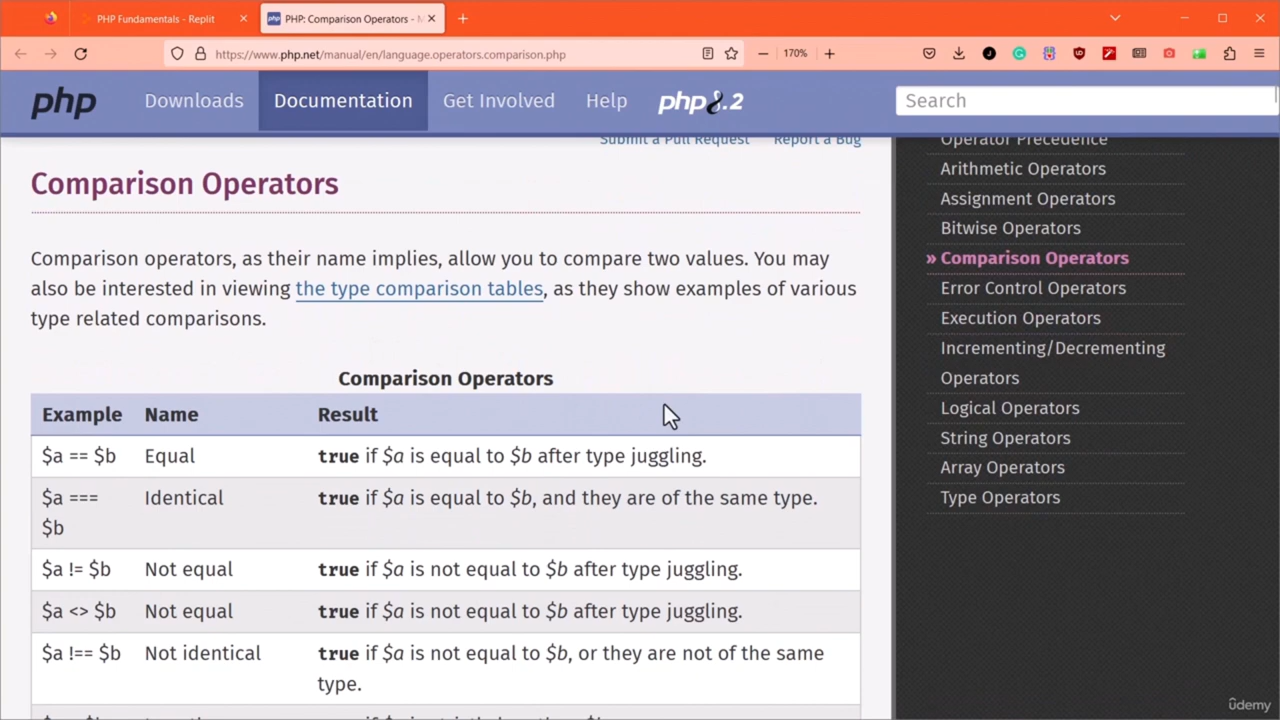 PHP Fundamentals - Replit
PHP: Comparison Operators - M
https://www.php.net/manual/en/language.operators.comparison.php
170%
php
Downloads
Documentation
Get Involved
Help
php8.2
Search
Submit a Pull Request Report a Bug
Comparison Operators
Comparison operators, as their name implies, allow you to compare two values. You may
also be interested in viewing the type comparison tables, as they show examples of various
type related comparisons.
Comparison Operators
Example Name Result
$a == $b Equal true if $a is equal to $b after type juggling.
$a === Identical true if $a is equal to $b, and they are of the same type.
$b
$a != $b Not equal true if $a is not equal to $b after type juggling.
$a <> $b Not equal true if $a is not equal to $b after type juggling.
$a !== $b Not identical true if $a is not equal to $b, or they are not of the same
type.
Operator Precedence
Arithmetic Operators
Assignment Operators
Bitwise Operators
» Comparison Operators
Error Control Operators
Execution Operators
Incrementing/Decrementing
Operators
Logical Operators
String Operators
Array Operators
Type Operators
ûdemy